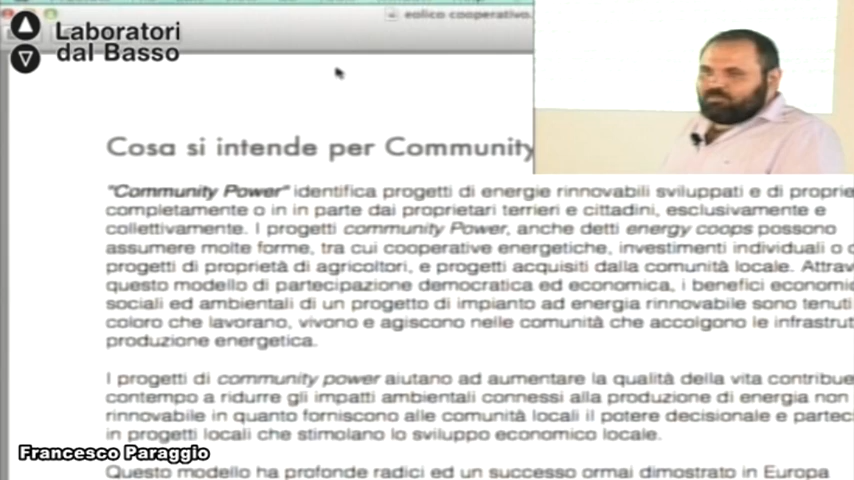 eolico cooperativo.
Laboratori
dal Basso
Cosa si intende per Community
"Community Power" identifica progetti di energie rinnovabili sviluppati e di proprie
completamente o in in parte dai proprietari terrieri e cittadini, esclusivamente e
collettivamente. I progetti community Power, anche detti energy coops possono
assumere molte forme, tra cui cooperative energetiche, investimenti individuali o c
progetti di proprietà di agricoltori, e progetti acquisiti dalla comunità locale. Attrav
questo modello di partecipazione democratica ed economica, i benefici economic
sociali ed ambientali di un progetto di impianto ad energia rinnovabile sono tenuti
coloro che lavorano, vivono e agiscono nelle comunità che accolgono le infrastrut
produzione energetica.
I progetti di community power aiutano ad aumentare la qualità della vita contribue
contempo a ridurre gli impatti ambientali connessi alla produzione di energia non
rinnovabile in quanto forniscono alle comunità locali il potere decisionale e partec
in progetti locali che stimolano lo sviluppo economico locale.
Francesco Paraggio
Questo modello ha profonde radici ed un successo ormai dimostrato in Europa